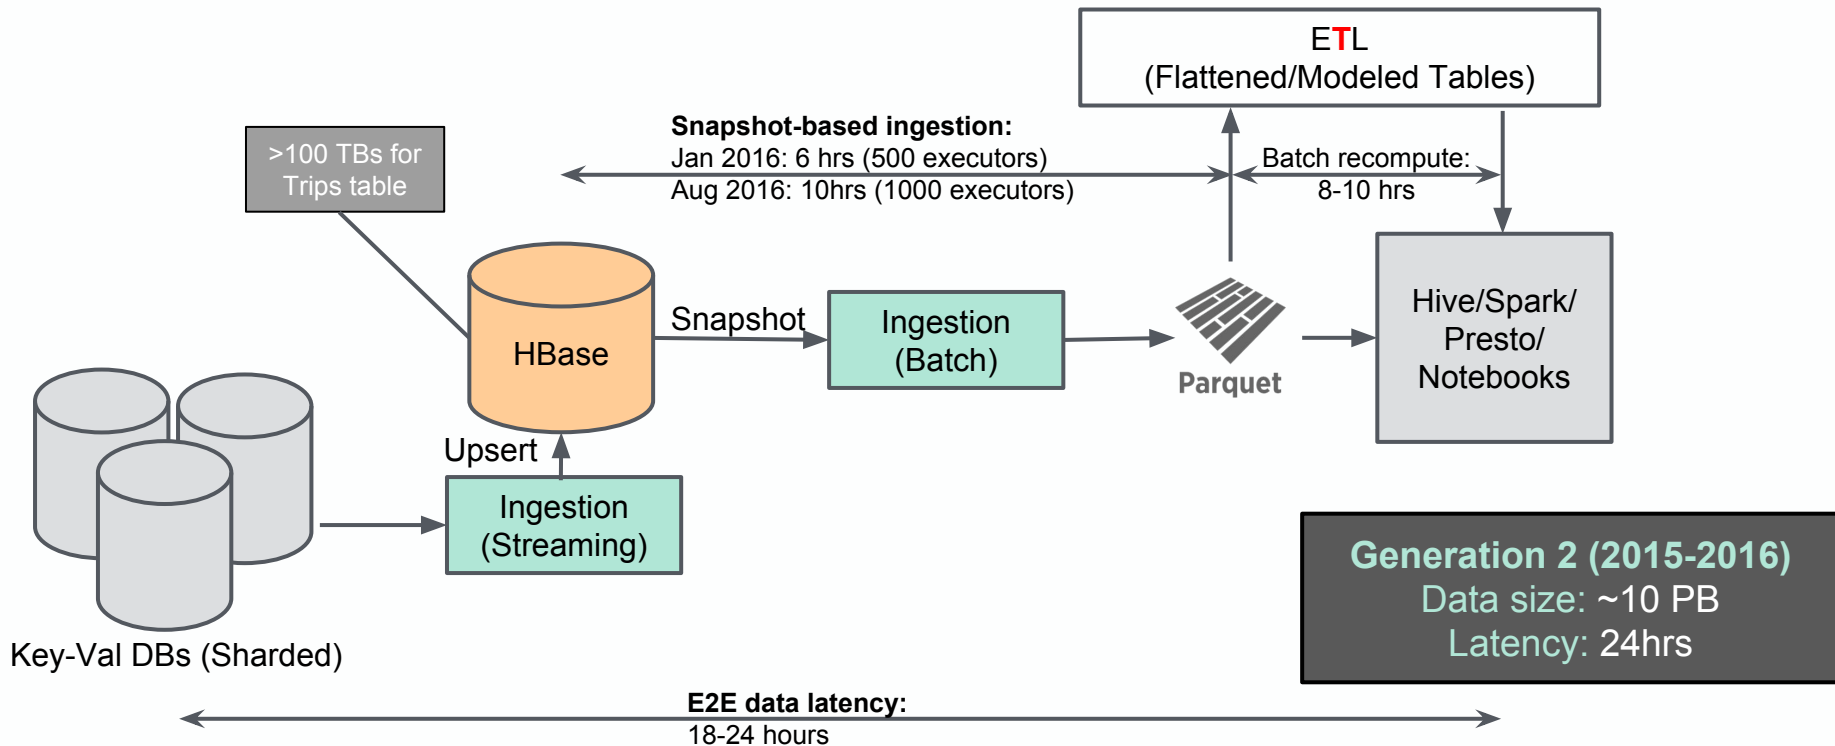 ETL
(Flattened/Modeled Tables)
Snapshot-based ingestion:
Jan 2016: 6 hrs (500 executors)
Aug 2016: 10hrs (1000 executors)
Batch recompute:
8-10 hrs
>100 TBs for
Trips table
HBase
Snapshot
Ingestion
(Batch)
Parquet
Hive/Spark/
Presto/
Notebooks
Upsert
Ingestion
(Streaming)
Key-Val DBs (Sharded)
Generation 2 (2015-2016)
Data size: ~10 PB
Latency: 24hrs
E2E data latency:
18-24 hours